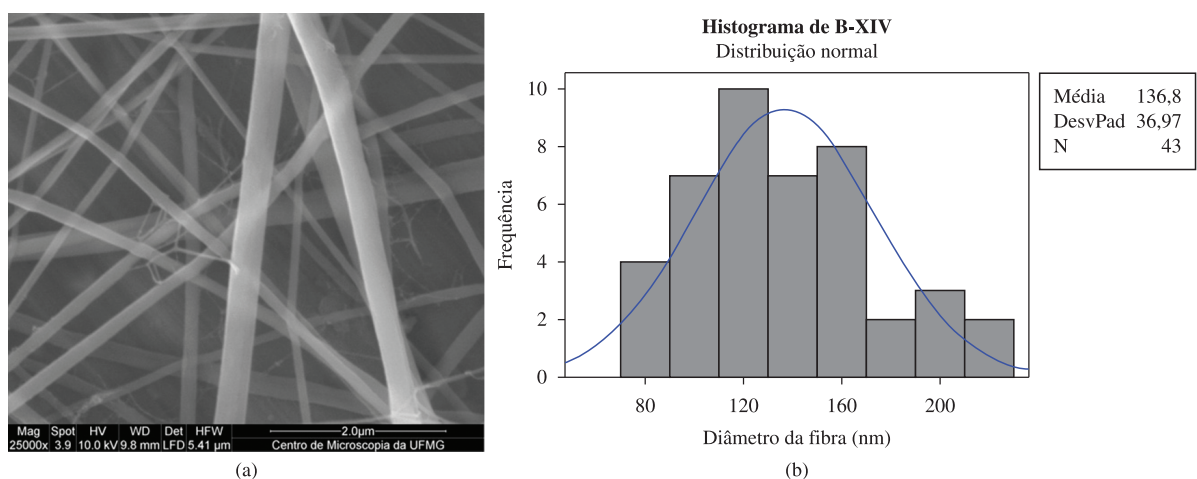 Mag Spot HV WD Det HFW 2.0µm
25000x 3.9 10.0 kV 9.8 mm LFD 5.41 µm Centro de Microscopia da UFMG
(a)
Histograma de B-XIV
Distribuição normal
Frequência
10
8
6
4
2
0
80 120 160 200
Diâmetro da fibra (nm)
Média 136,8
DesvPad 36,97
N 43
(b)